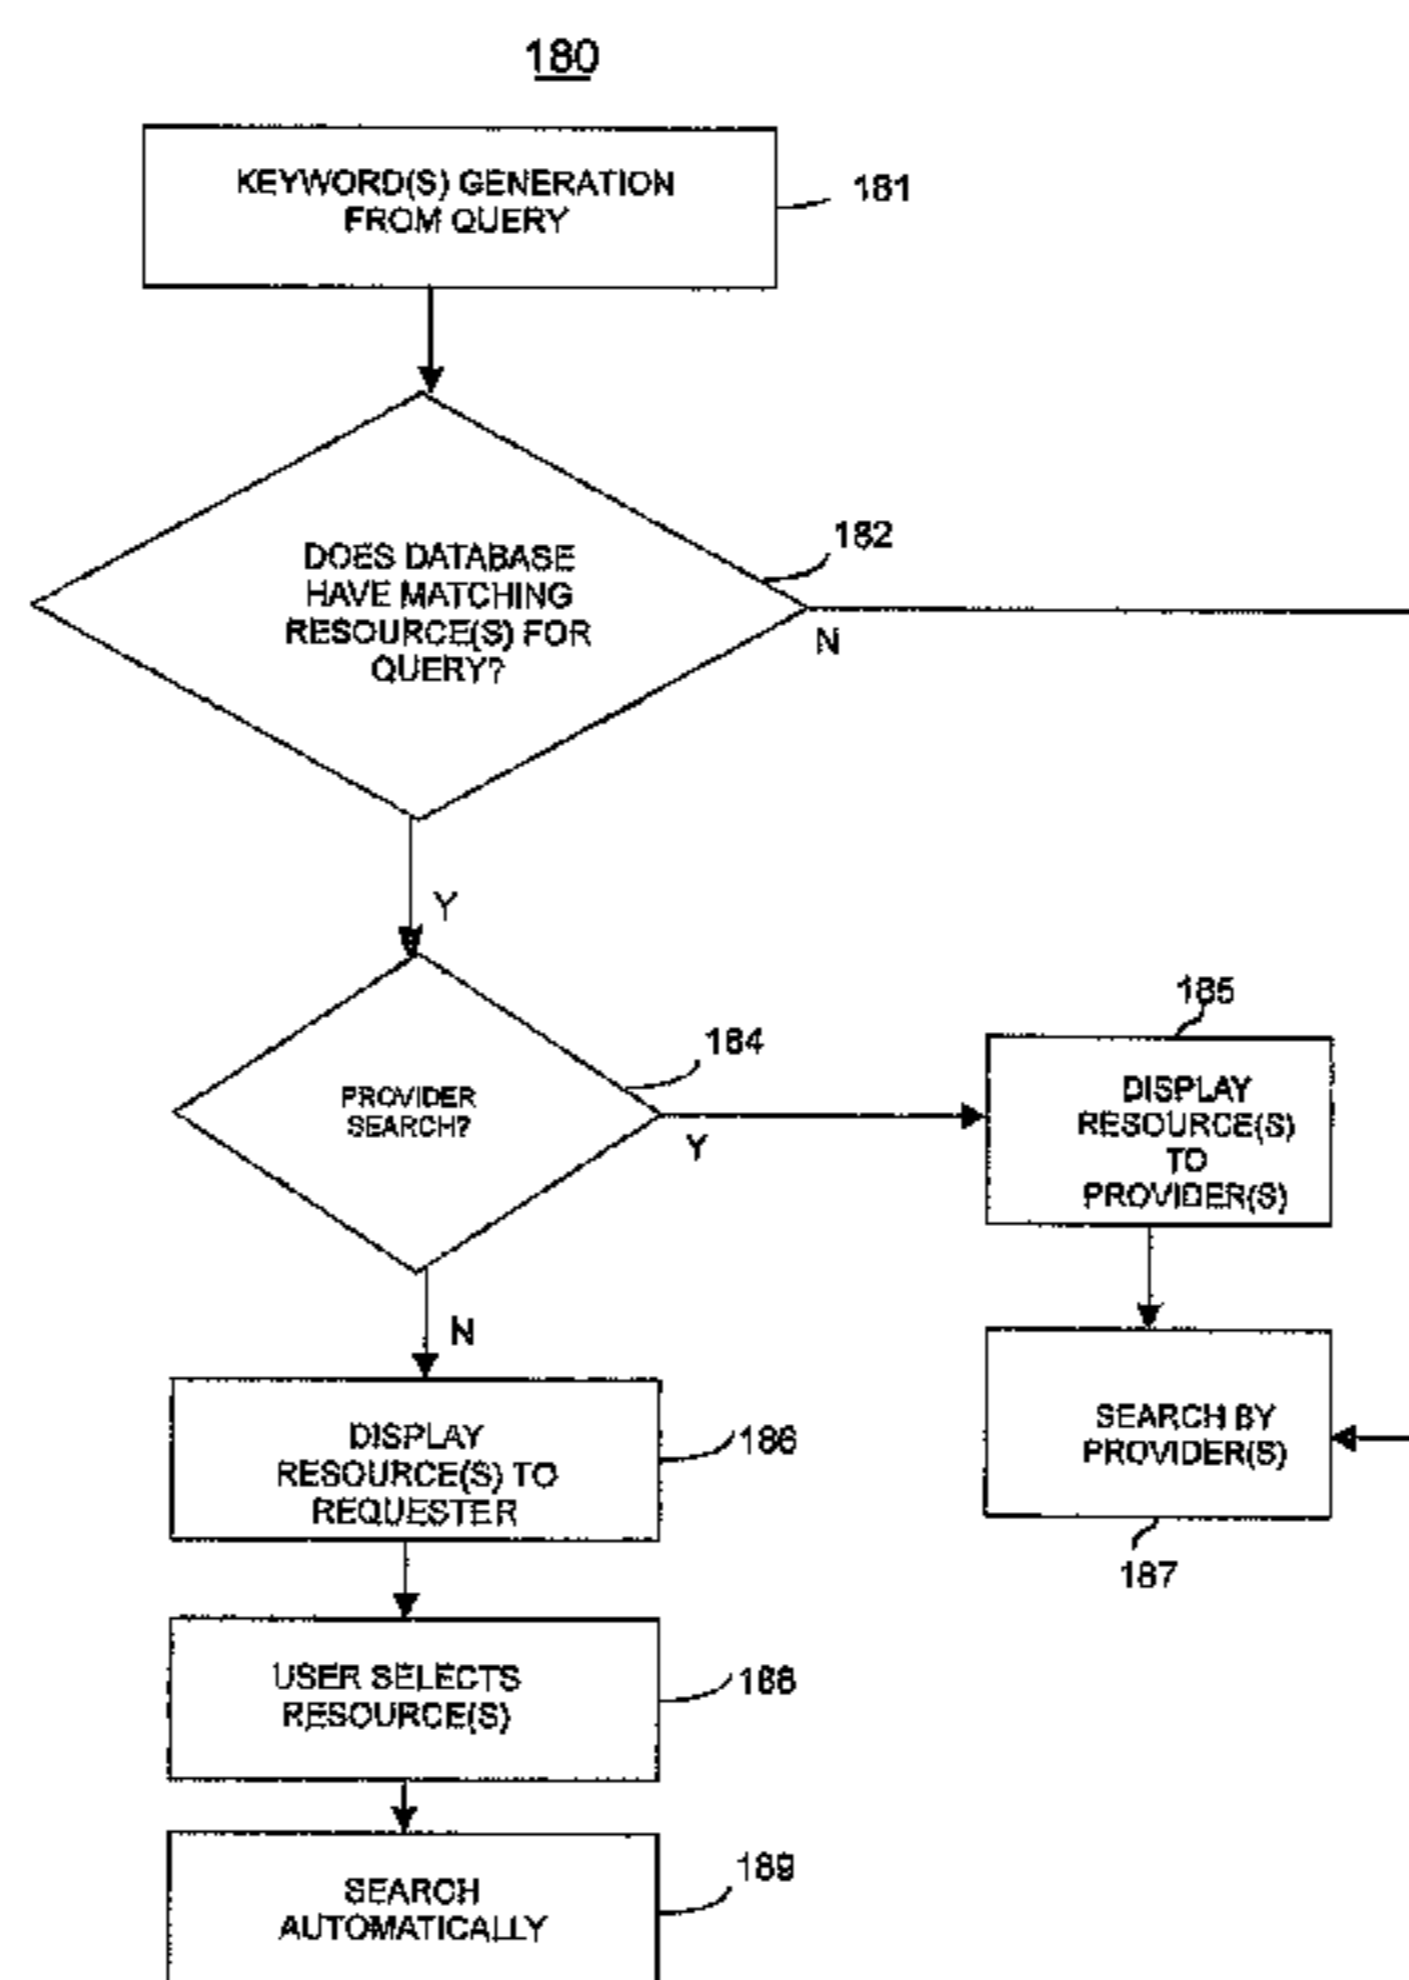 180
KEYWORD(S) GENERATION
FROM QUERY
181
182
DOES DATABASE
HAVE MATCHING
RESOURCE(S) FOR
QUERY?
N
Y
184
PROVIDER
SEARCH?
Y
185
DISPLAY
RESOURCE(S)
TO
PROVIDER(S)
N
DISPLAY
RESOURCE(S) TO
REQUESTER
186
SEARCH BY
PROVIDER(S)
187
USER SELECTS
RESOURCE(S)
188
SEARCH
AUTOMATICALLY
189